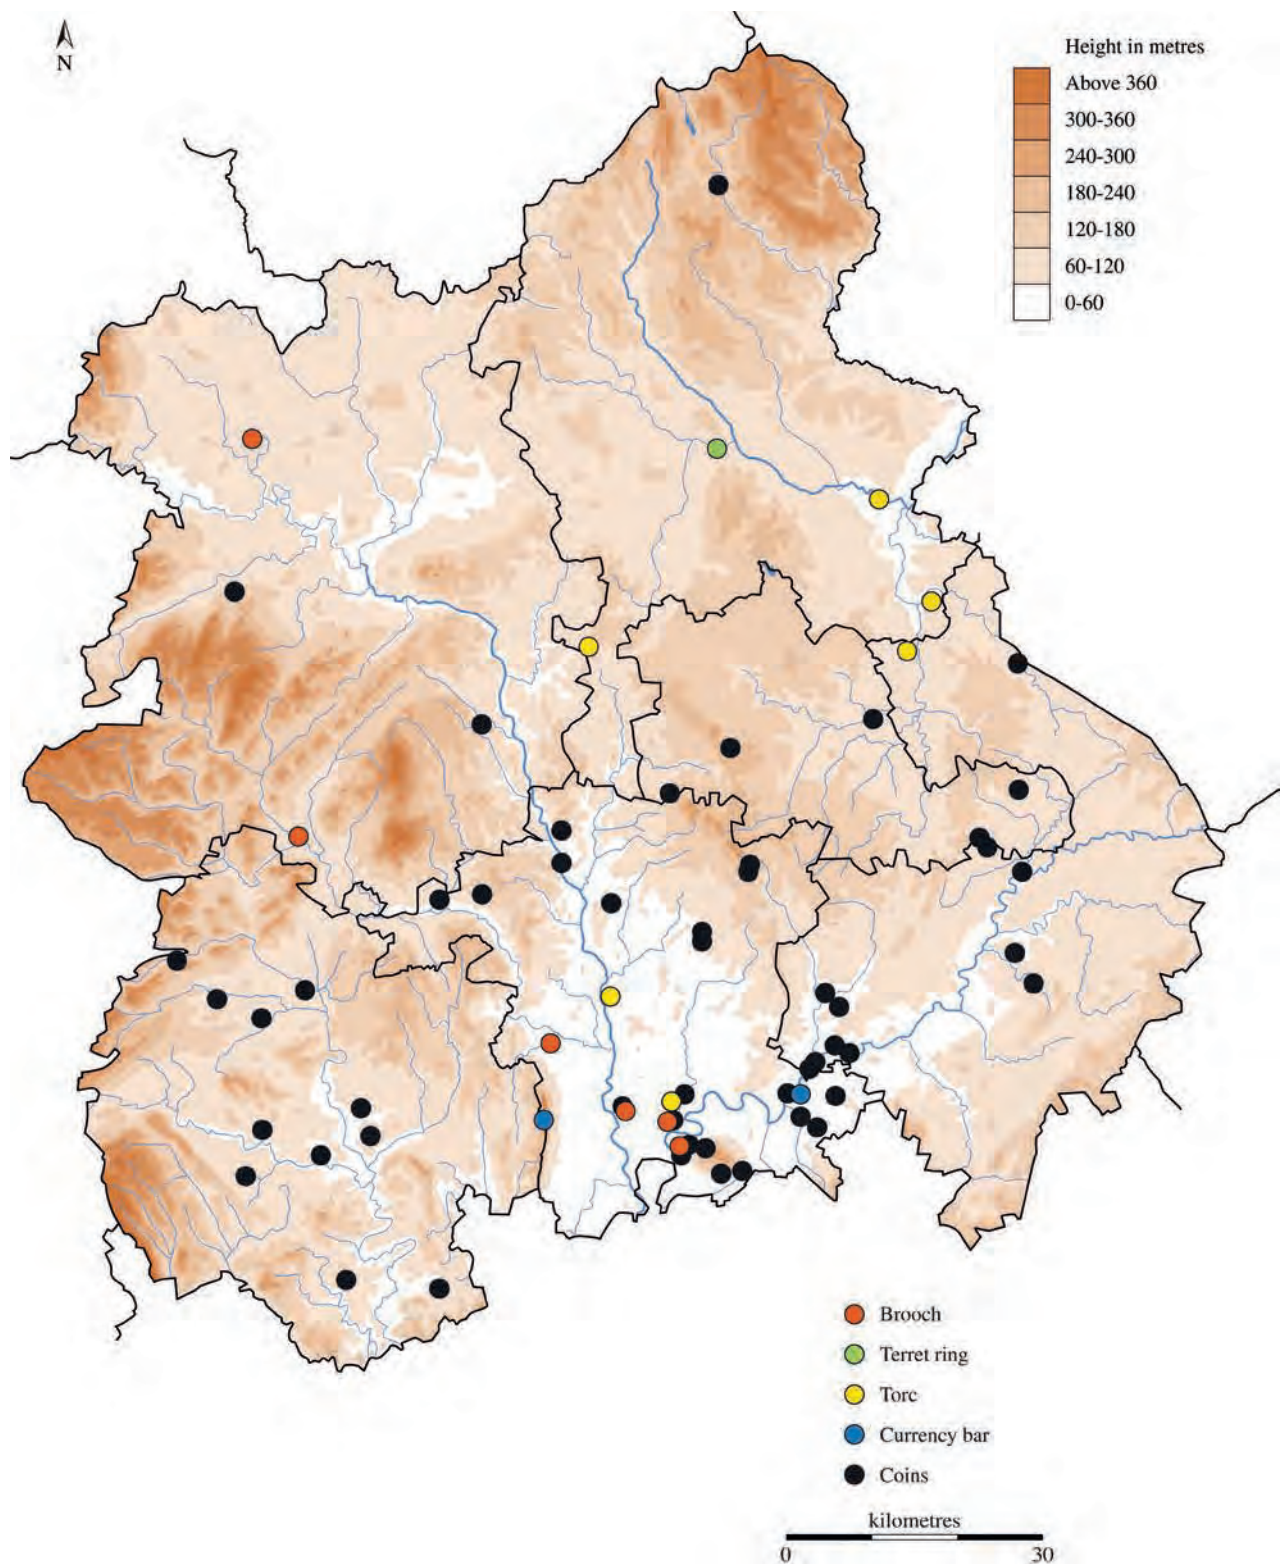 N
Height in metres
Above 360
300-360
240-300
180-240
120-180
60-120
0-60
Brooch
Terret ring
Torc
Currency bar
Coins
kilometres
0 30